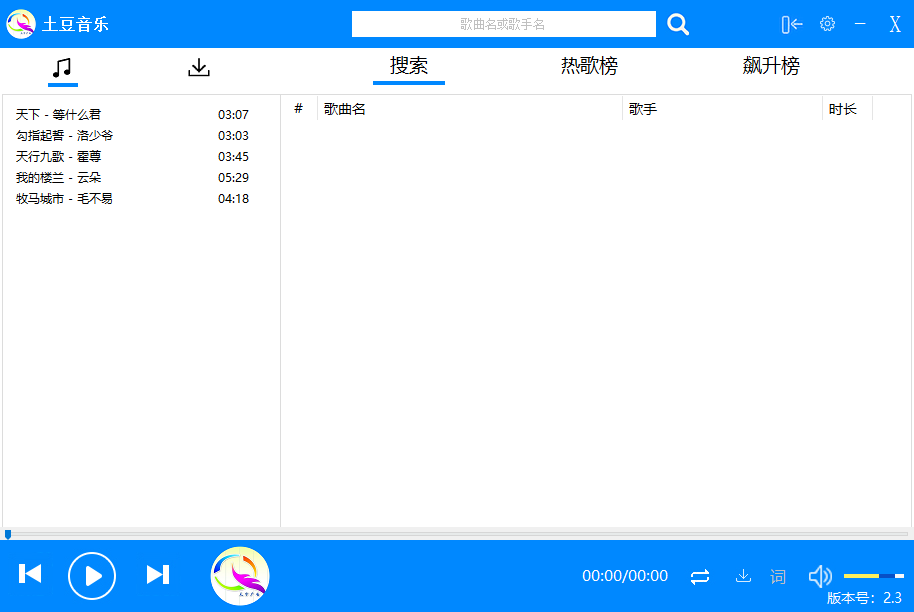 土豆音乐
歌曲名或歌手名
X
搜索 热歌榜 飙升榜
# 歌曲名 歌手 时长
天下 - 等什么君 03:07
勾指起誓 - 洛少爷 03:03
天行九歌 - 霍尊 03:45
我的楼兰 - 云朵 05:29
牧马城市 - 毛不易 04:18
00:00/00:00
词
版本号：2.3